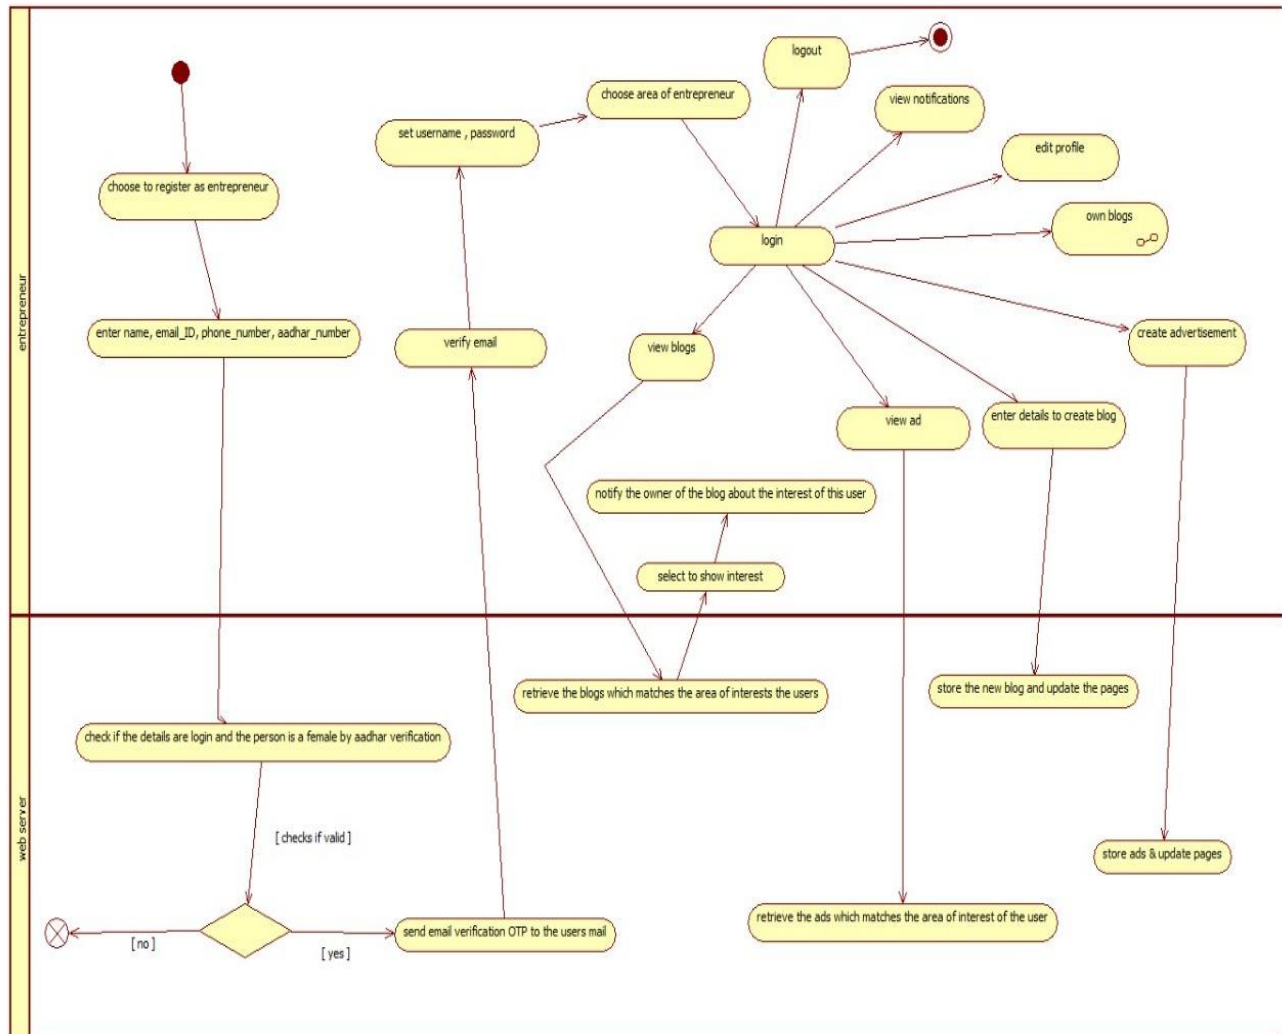 entrepreneur
logout
view notifications
choose area of entrepreneur
set username , password
edit profile
choose to register as entrepreneur
own blogs
login
enter name, email_ID, phone_number, aadhar_number
verify email
view blogs
create advertisement
view ad
enter details to create blog
notify the owner of the blog about the interest of this user
select to show interest
web server
retrieve the blogs which matches the area of interests the users
store the new blog and update the pages
check if the details are login and the person is a female by aadhar verification
[ checks if valid ]
store ads & update pages
retrieve the ads which matches the area of interest of the user
send email verification OTP to the users mail
[ no ]
[ yes ]